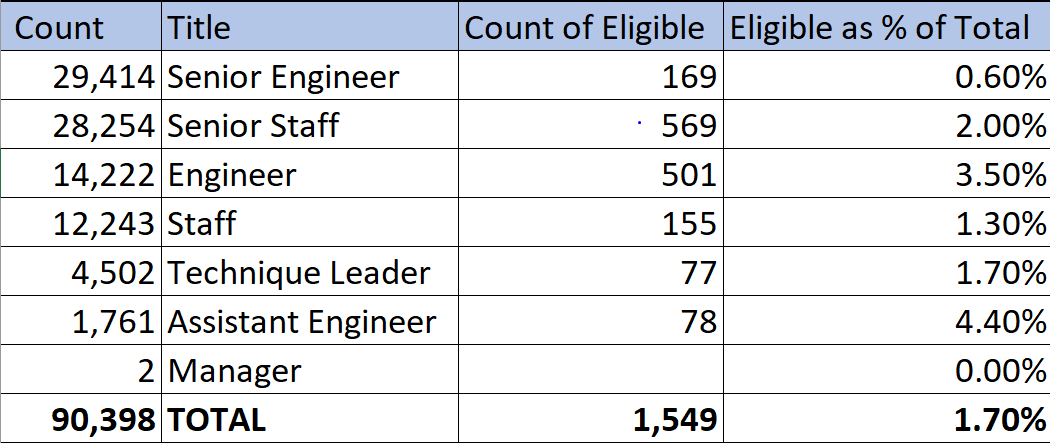 Count Title Count of Eligible Eligible as % of Total
29,414 Senior Engineer 169 0.60%
28,254 Senior Staff 569 2.00%
14,222 Engineer 501 3.50%
12,243 Staff 155 1.30%
4,502 Technique Leader 77 1.70%
1,761 Assistant Engineer 78 4.40%
2 Manager 0.00%
90,398 TOTAL 1,549 1.70%